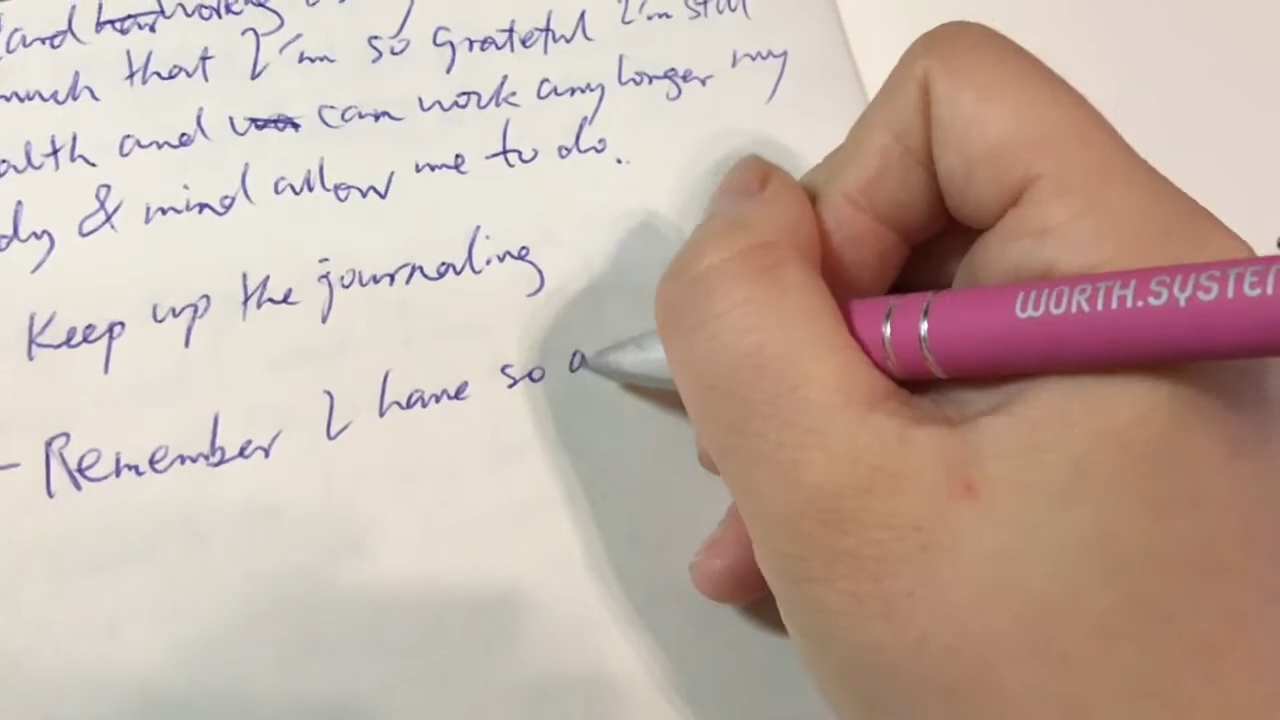 and working
much that I'm so grateful I'm still
alth and can work any longer my
dy & mind allow me to do..
Keep up the journaling
- Remember I have so a
WORTH.SYSTEM